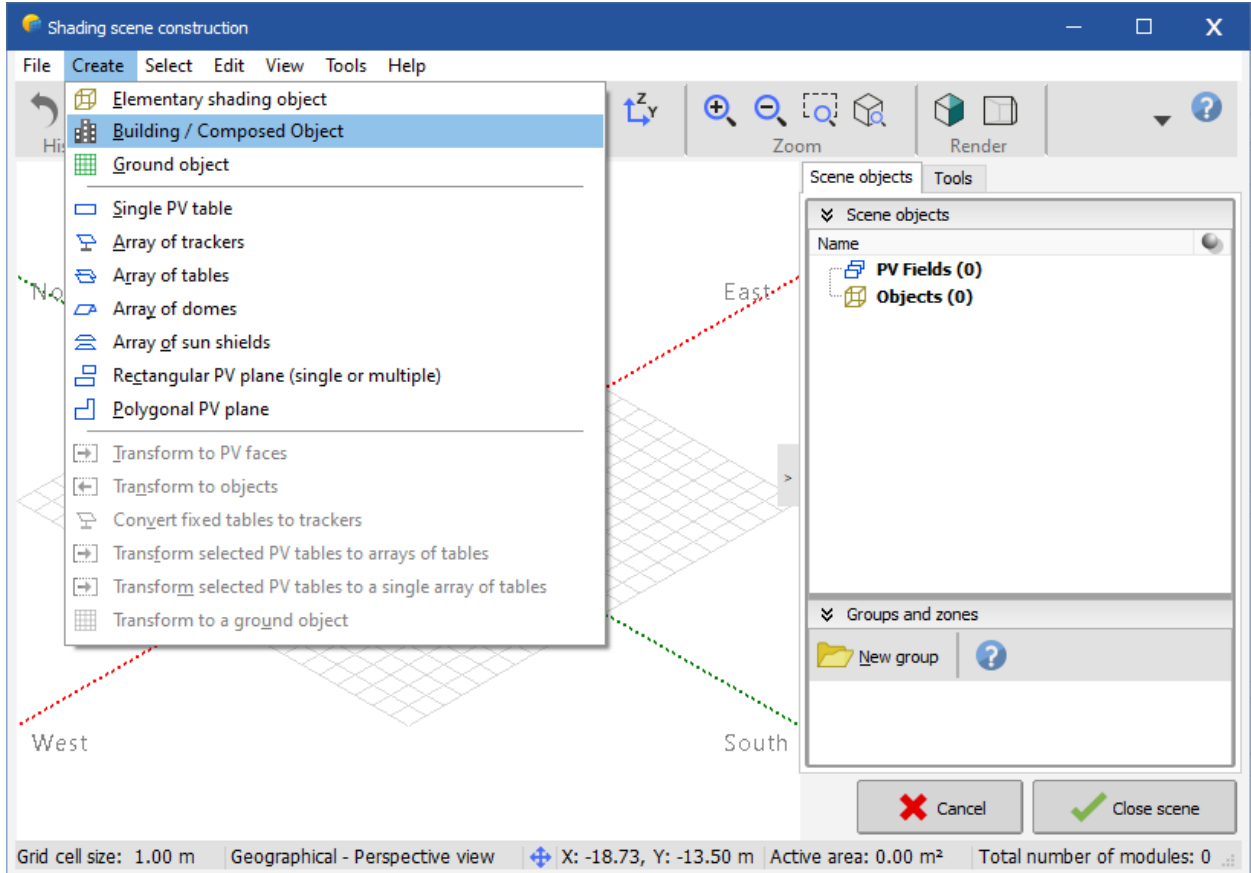 Shading scene construction
File Create Select Edit View Tools Help
Elementary shading object
Building / Composed Object
Ground object
Single PV table
Array of trackers
Array of tables
Array of domes
Array of sun shields
Rectangular PV plane (single or multiple)
Polygonal PV plane
Transform to PV faces
Transform to objects
Convert fixed tables to trackers
Transform selected PV tables to arrays of tables
Transform selected PV tables to a single array of tables
Transform to a ground object
Z
Y
Zoom
Render
East
West
South
>
Scene objects Tools
Scene objects
Name
PV Fields (0)
Objects (0)
Groups and zones
New group
Cancel
Close scene
Grid cell size: 1.00 m Geographical - Perspective view X: -18.73, Y: -13.50 m Active area: 0.00 m² Total number of modules: 0